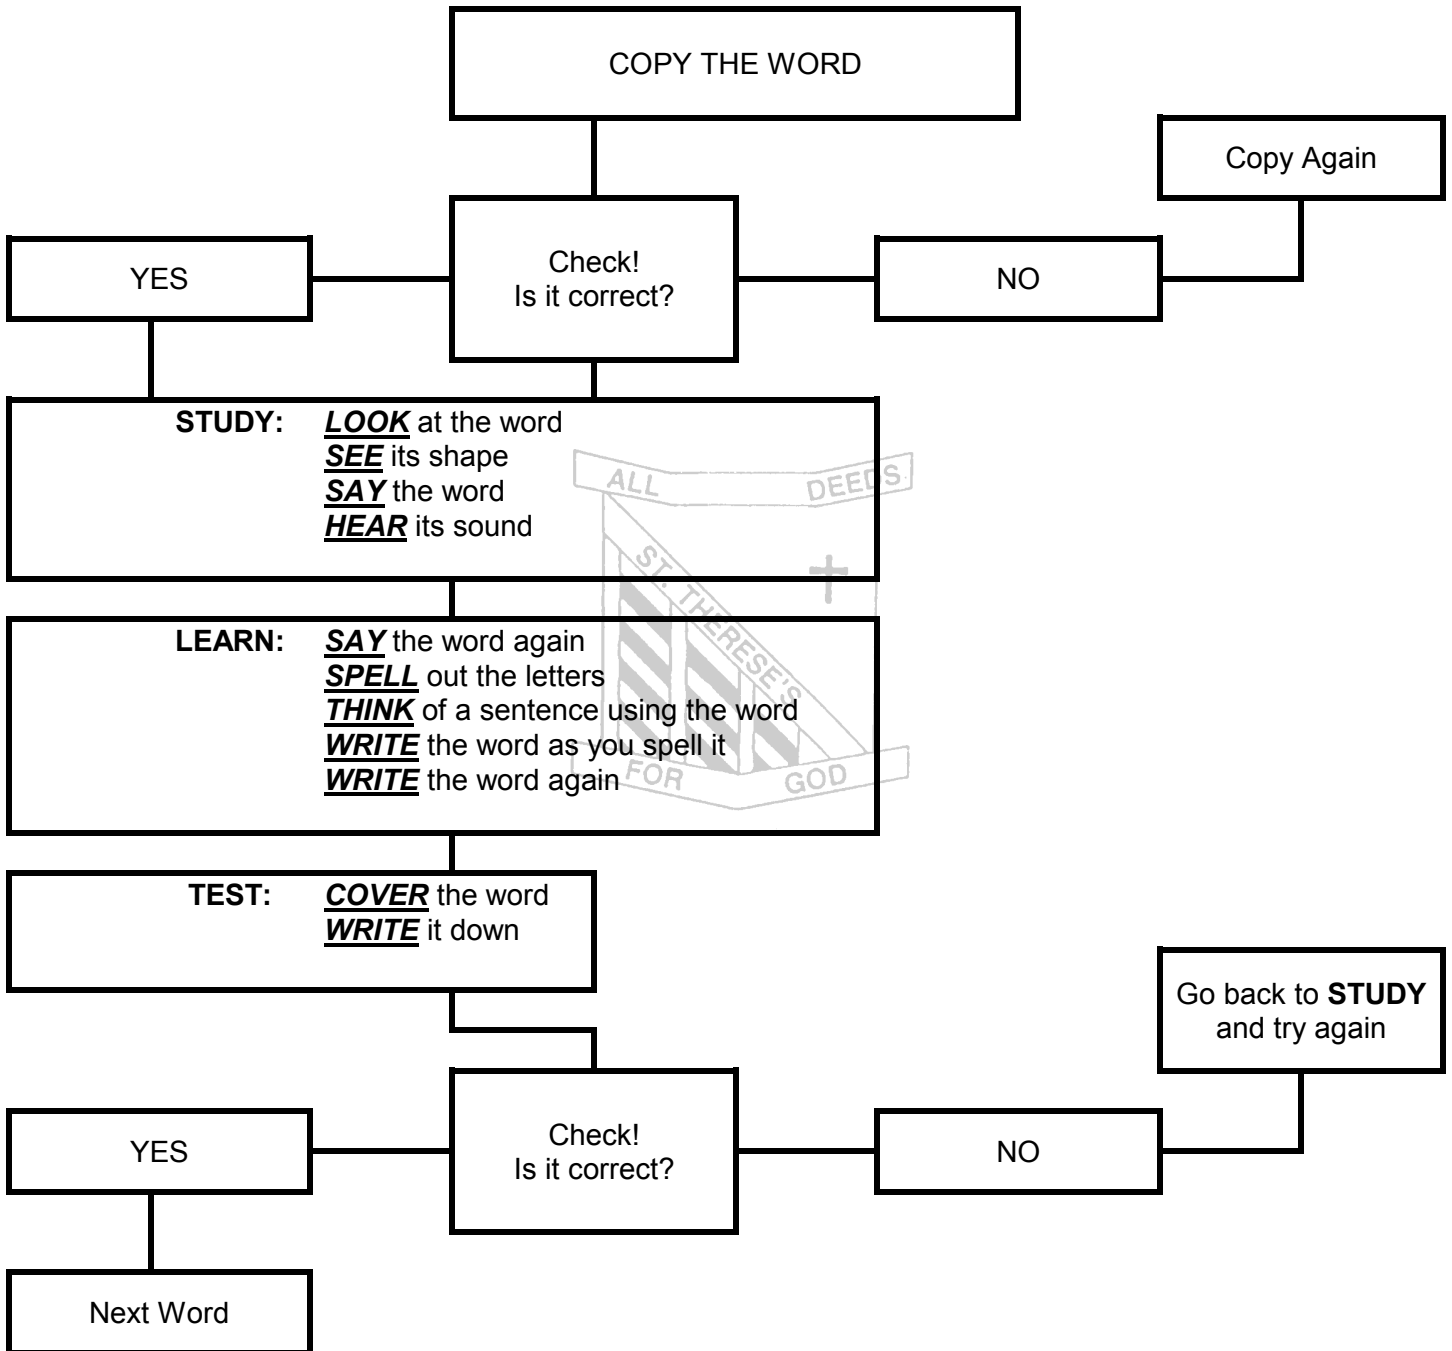 COPY THE WORD
Copy Again
YES
Check!
Is it correct?
NO
STUDY: LOOK at the word
SEE its shape
SAY the word
HEAR its sound
ALL DEEDS
ST. THERESE'S
FOR GOD
LEARN: SAY the word again
SPELL out the letters
THINK of a sentence using the word
WRITE the word as you spell it
WRITE the word again
TEST: COVER the word
WRITE it down
Go back to STUDY
and try again
YES
Check!
Is it correct?
NO
Next Word